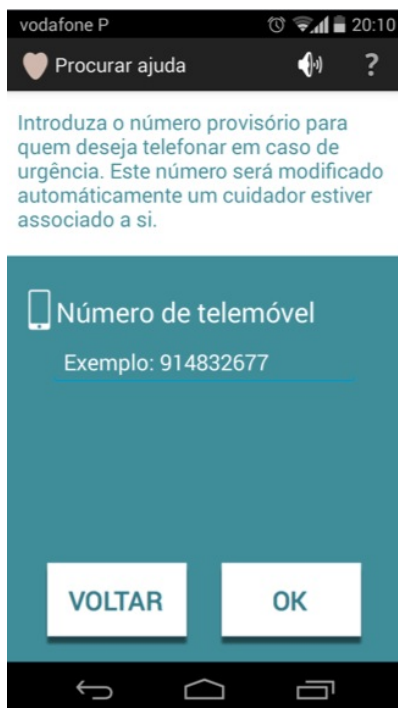 vodafone P 20:10
Procurar ajuda ?
Introduza o número provisório para
quem deseja telefonar em caso de
urgência. Este número será modificado
automáticamente um cuidador estiver
associado a si.
Número de telemóvel
Exemplo: 914832677
VOLTAR OK